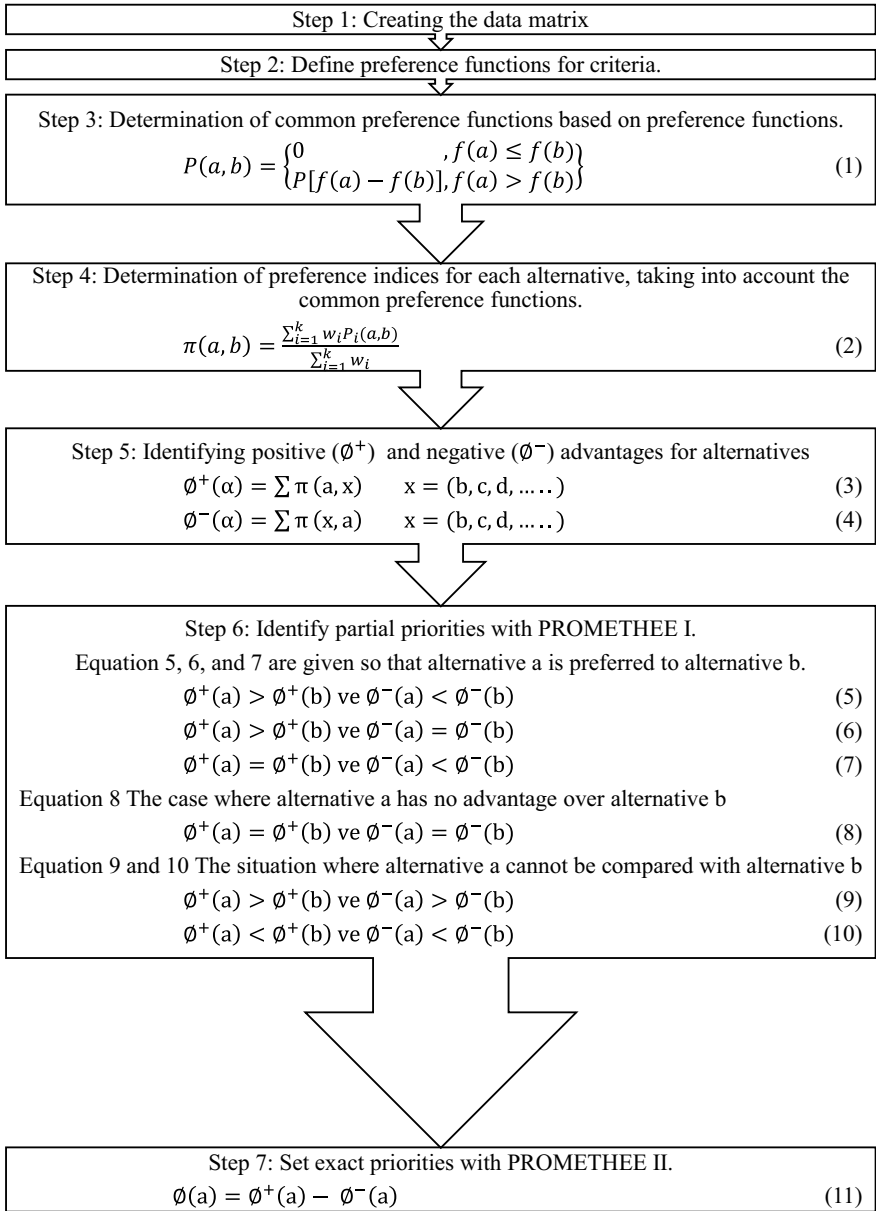 Step 1: Creating the data matrix
Step 2: Define preference functions for criteria.
Step 3: Determination of common preference functions based on preference functions.
P(a, b) = {0 , f(a) ≤ f(b)
P[f(a) − f(b)], f(a) > f(b)} (1)
Step 4: Determination of preference indices for each alternative, taking into account the
common preference functions.
π(a, b) = \frac{∑_{i=1}^{k} w_i P_i(a,b)}{∑_{i=1}^{k} w_i} (2)
Step 5: Identifying positive (∅⁺) and negative (∅⁻) advantages for alternatives
∅⁺(α) = ∑ π (a, x) x = (b, c, d, … . . ) (3)
∅⁻(α) = ∑ π (x, a) x = (b, c, d, … . . ) (4)
Step 6: Identify partial priorities with PROMETHEE I.
Equation 5, 6, and 7 are given so that alternative a is preferred to alternative b.
∅⁺(a) > ∅⁺(b) ve ∅⁻(a) < ∅⁻(b) (5)
∅⁺(a) > ∅⁺(b) ve ∅⁻(a) = ∅⁻(b) (6)
∅⁺(a) = ∅⁺(b) ve ∅⁻(a) < ∅⁻(b) (7)
Equation 8 The case where alternative a has no advantage over alternative b
∅⁺(a) = ∅⁺(b) ve ∅⁻(a) = ∅⁻(b) (8)
Equation 9 and 10 The situation where alternative a cannot be compared with alternative b
∅⁺(a) > ∅⁺(b) ve ∅⁻(a) > ∅⁻(b) (9)
∅⁺(a) < ∅⁺(b) ve ∅⁻(a) < ∅⁻(b) (10)
Step 7: Set exact priorities with PROMETHEE II.
∅(a) = ∅⁺(a) − ∅⁻(a) (11)